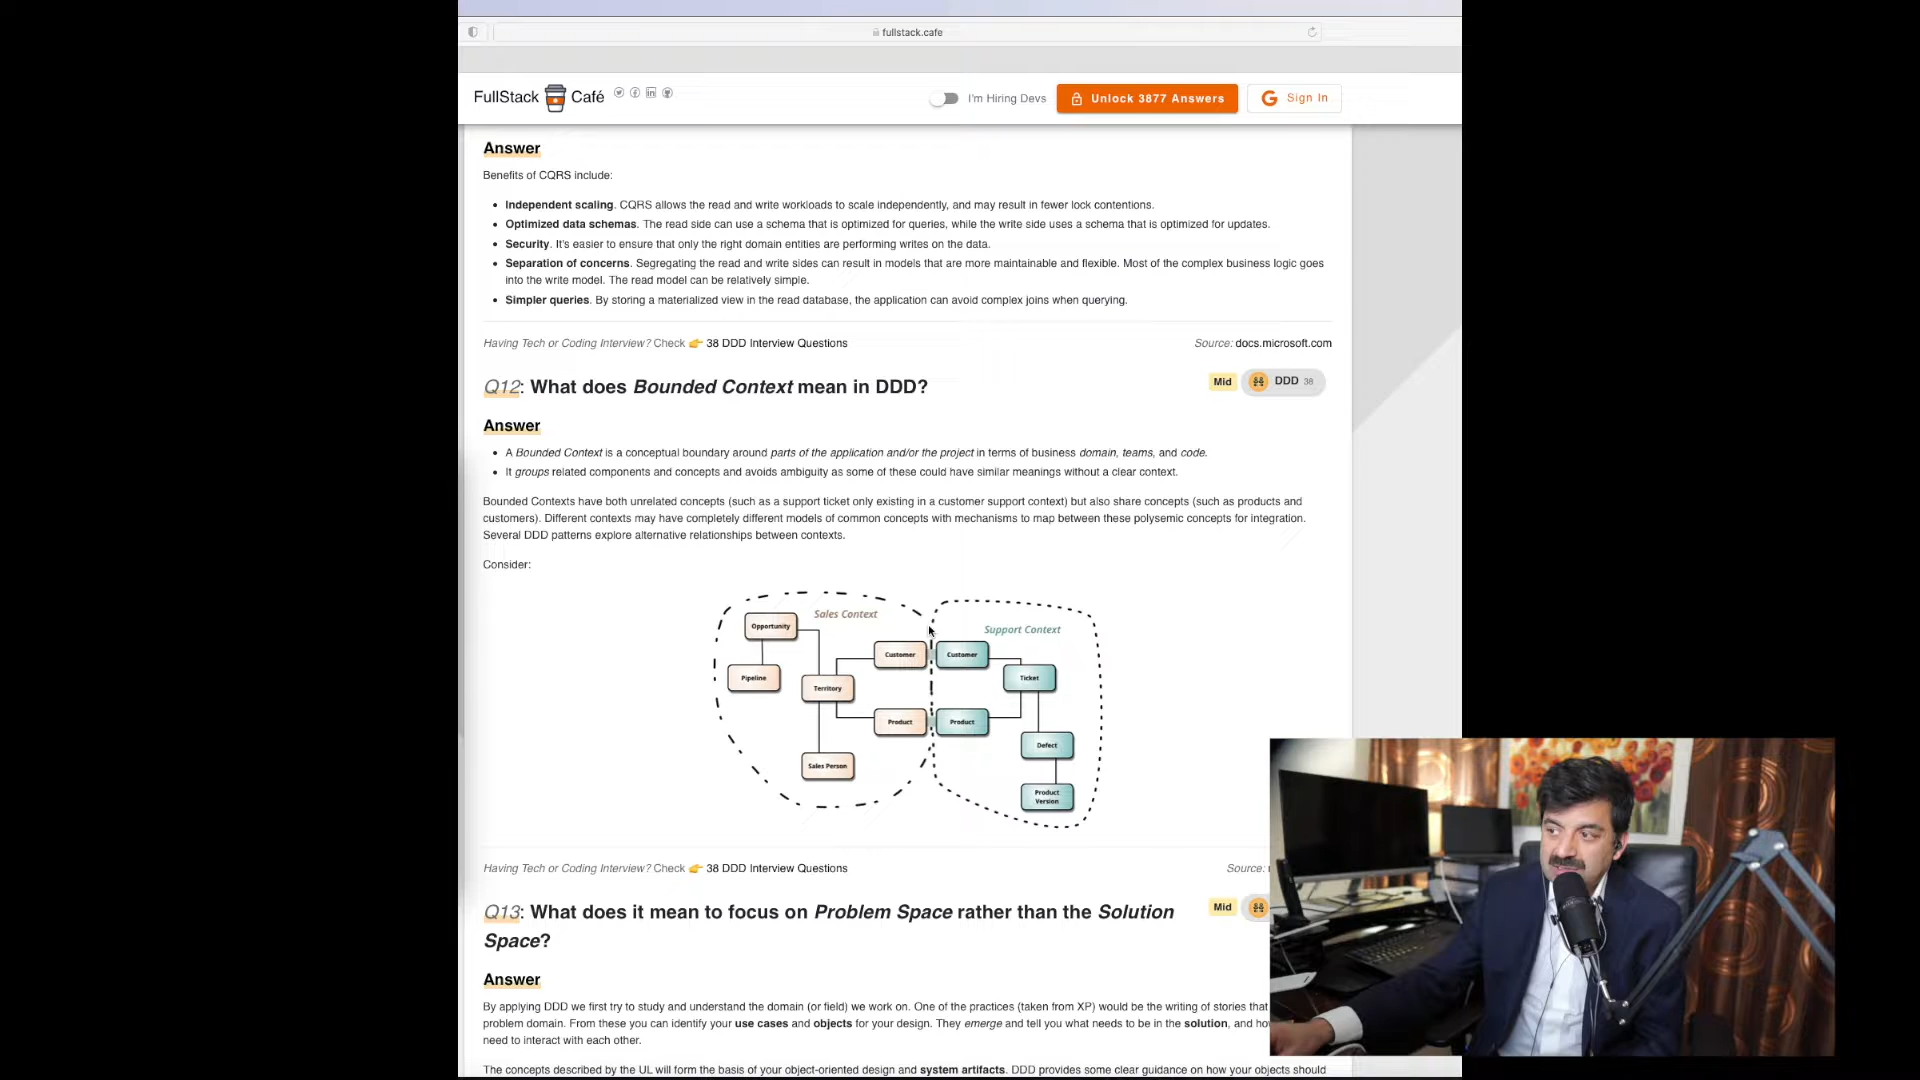 fullstack.cafe
FullStack Café
I'm Hiring Devs
Unlock 3877 Answers
Sign In
Answer
Benefits of CQRS include:
• Independent scaling. CQRS allows the read and write workloads to scale independently, and may result in fewer lock contentions.
• Optimized data schemas. The read side can use a schema that is optimized for queries, while the write side uses a schema that is optimized for updates.
• Security. It's easier to ensure that only the right domain entities are performing writes on the data.
• Separation of concerns. Segregating the read and write sides can result in models that are more maintainable and flexible. Most of the complex business logic goes
into the write model. The read model can be relatively simple.
• Simpler queries. By storing a materialized view in the read database, the application can avoid complex joins when querying.
Having Tech or Coding Interview? Check 👉 38 DDD Interview Questions
Source: docs.microsoft.com
Q12: What does Bounded Context mean in DDD?
Mid
DDD 38
Answer
• A Bounded Context is a conceptual boundary around parts of the application and/or the project in terms of business domain, teams, and code.
• It groups related components and concepts and avoids ambiguity as some of these could have similar meanings without a clear context.
Bounded Contexts have both unrelated concepts (such as a support ticket only existing in a customer support context) but also share concepts (such as products and
customers). Different contexts may have completely different models of common concepts with mechanisms to map between these polysemic concepts for integration.
Several DDD patterns explore alternative relationships between contexts.
Consider:
Sales Context
Opportunity
Support Context
Customer
Customer
Pipeline
Ticket
Territory
Product
Product
Defect
Sales Person
Product
Version
Having Tech or Coding Interview? Check 👉 38 DDD Interview Questions
Source:
Q13: What does it mean to focus on Problem Space rather than the Solution
Space?
Mid
Answer
By applying DDD we first try to study and understand the domain (or field) we work on. One of the practices (taken from XP) would be the writing of stories that
problem domain. From these you can identify your use cases and objects for your design. They emerge and tell you what needs to be in the solution, and
need to interact with each other.
The concepts described by the UL will form the basis of your object-oriented design and system artifacts. DDD provides some clear guidance on how your objects should